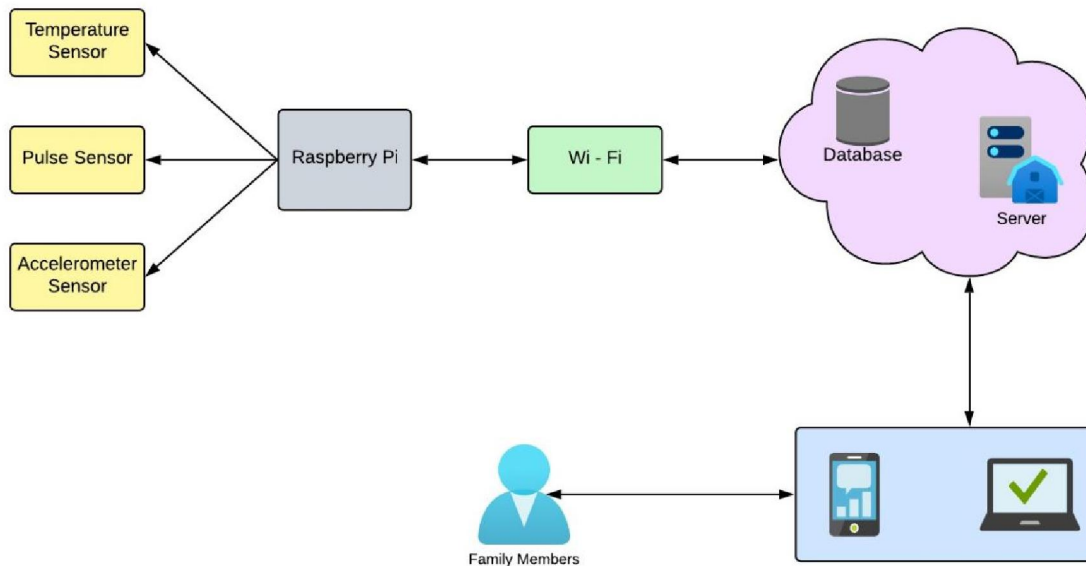 Temperature
Sensor
Pulse Sensor
Accelerometer
Sensor
Raspberry Pi
Wi - Fi
Database
Server
Family Members